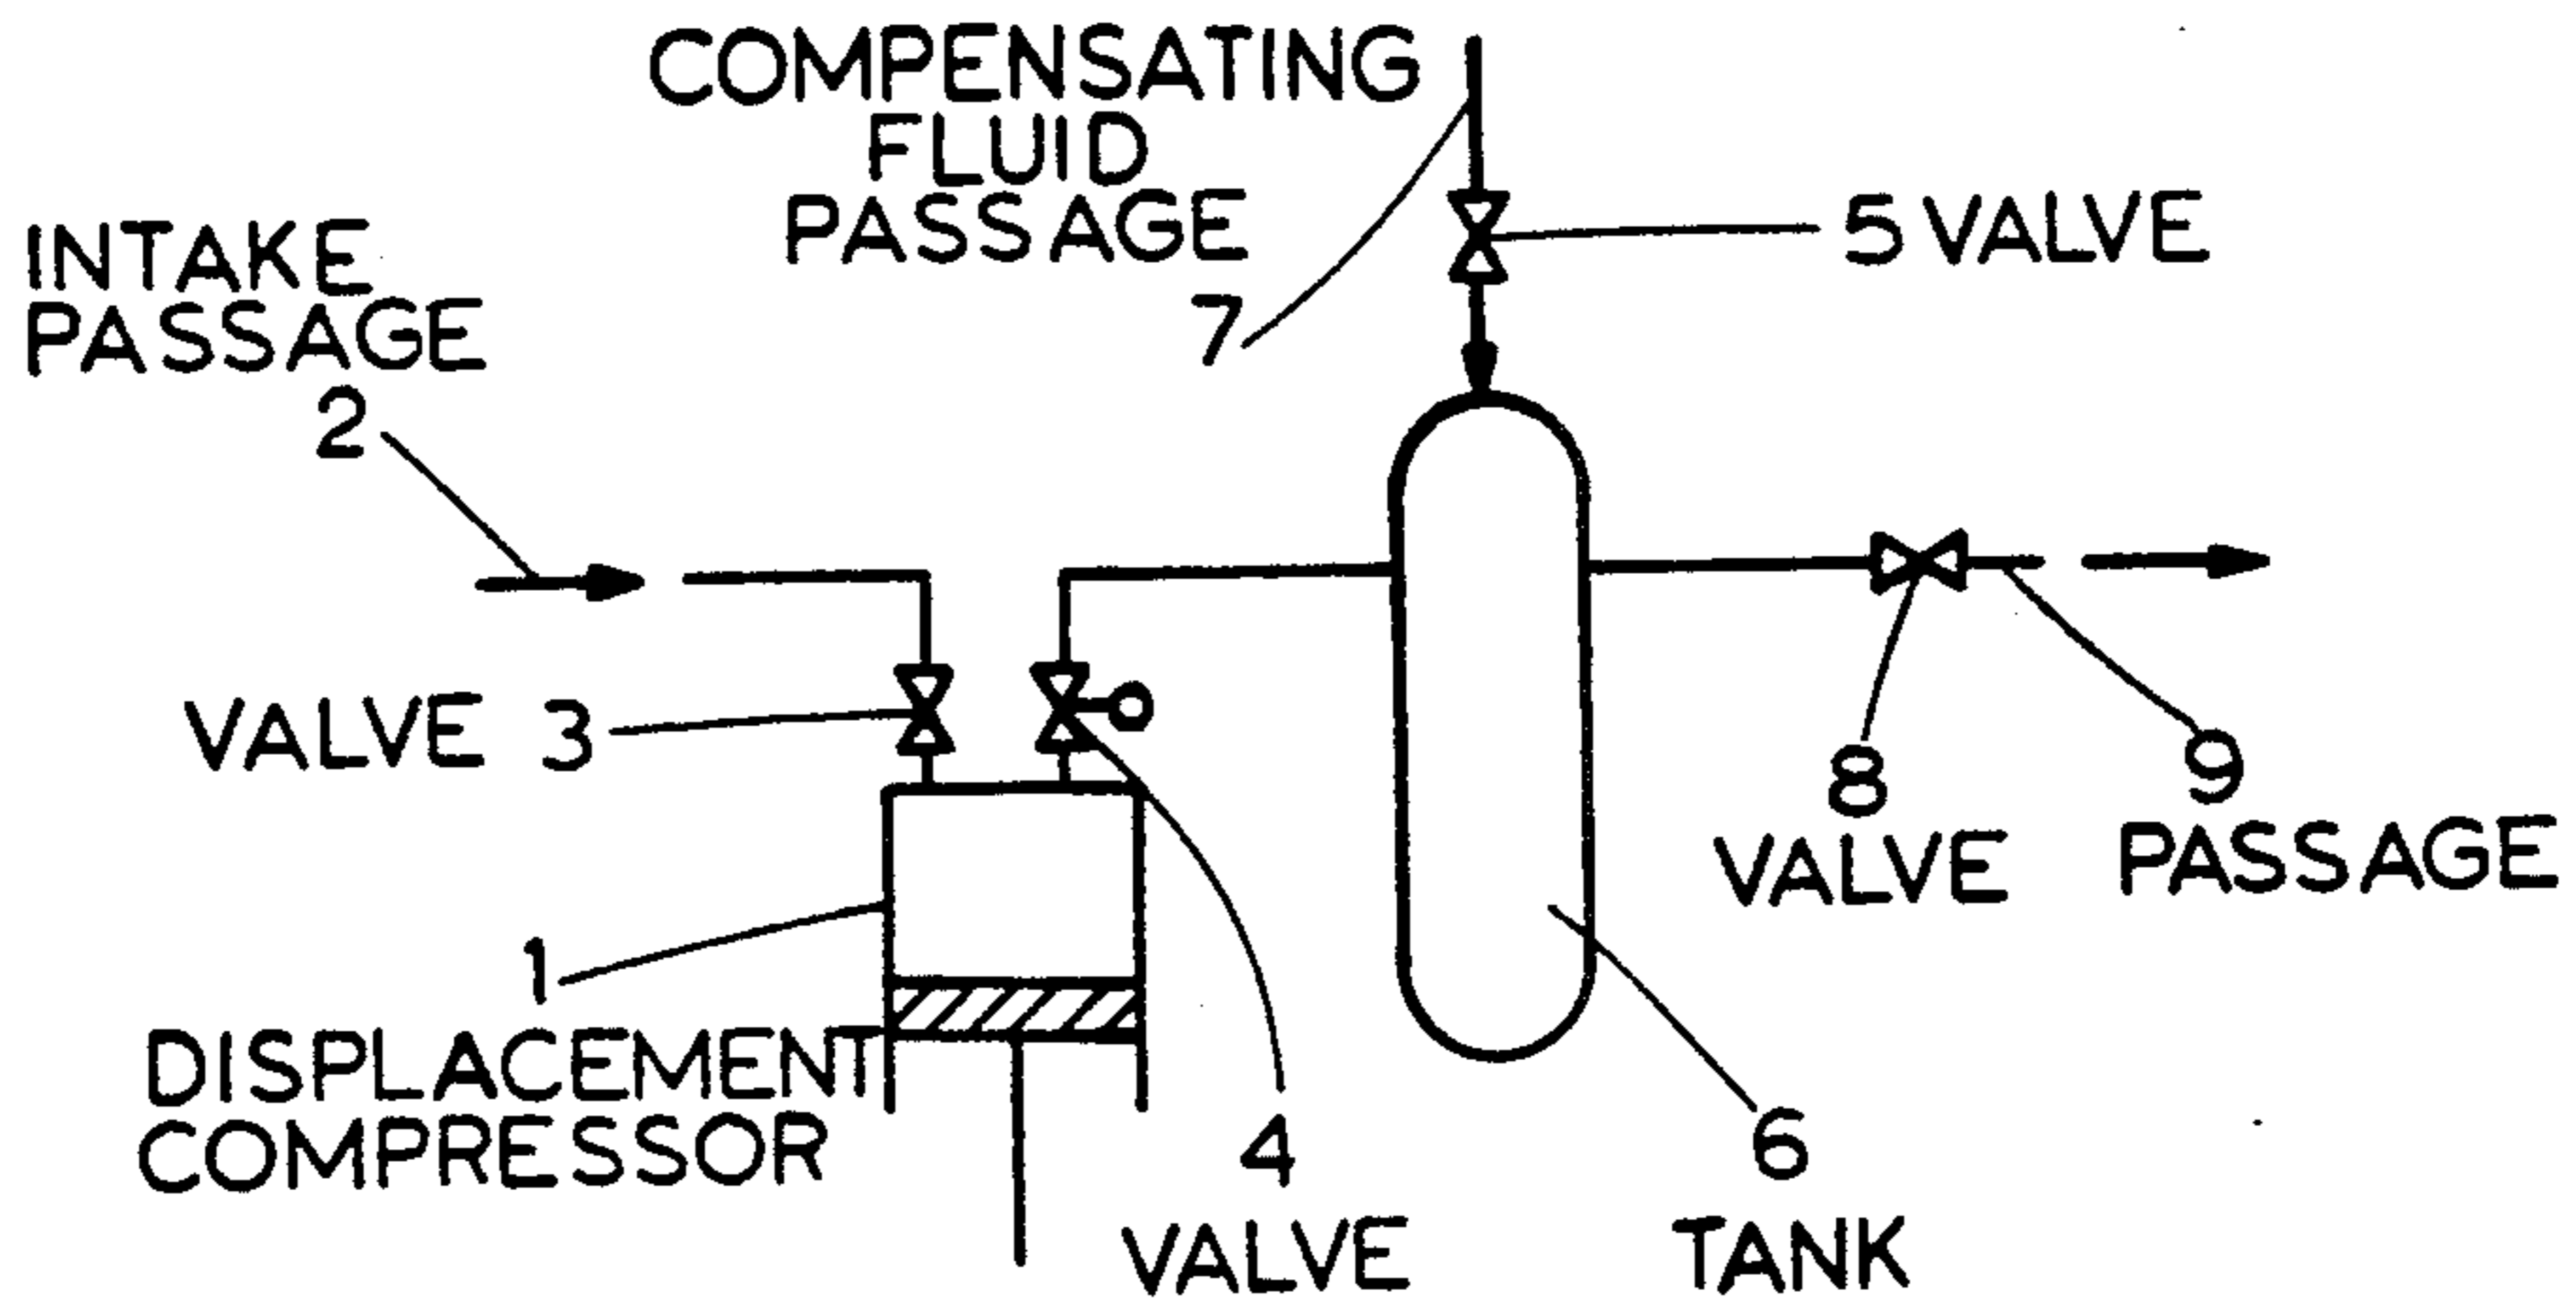 COMPENSATING
FLUID
PASSAGE
7
5 VALVE
INTAKE
PASSAGE
2
VALVE 3
8
VALVE
9
PASSAGE
1
DISPLACEMENT
COMPRESSOR
4
VALVE
6
TANK